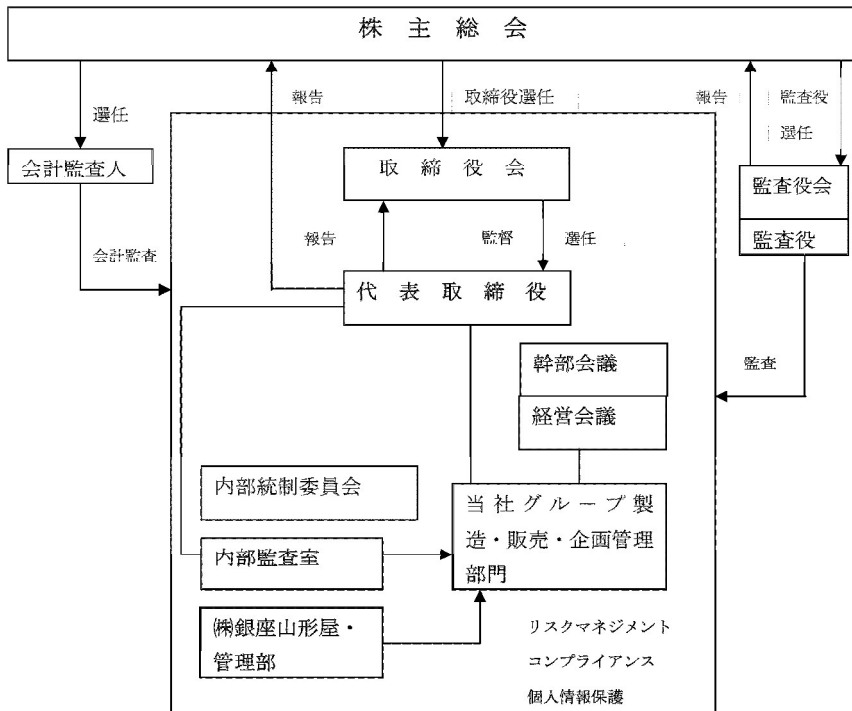 株主総会
選任
報告
取締役選任
報告
監査役
選任
会計監査人
取締役会
監査役会
監査役
会計監査
報告
監督
選任
代表取締役
監査
幹部会議
経営会議
内部統制委員会
当社グループ製
造・販売・企画管理
部門
内部監査室
㈱銀座山形屋・
管理部
リスクマネジメント
コンプライアンス
個人情報保護